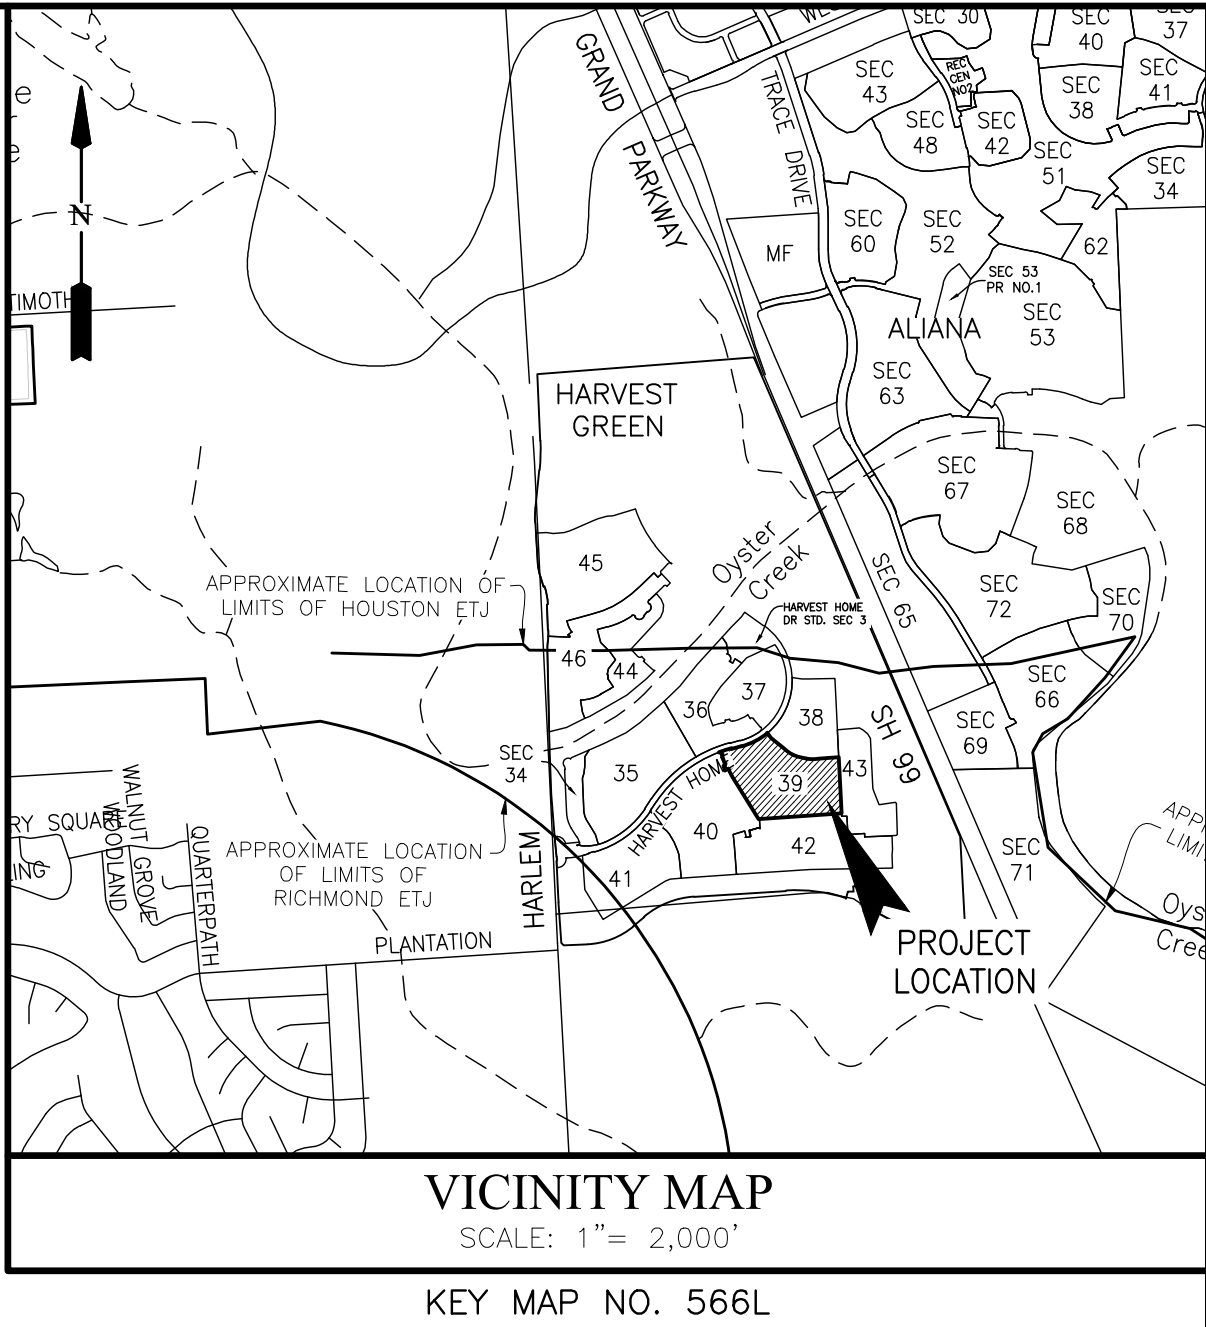 SEC 30
SEC
40
37
SEC
43
REC
CEN
NO2
SEC
38
SEC
41
GRAND PARKWAY
TRACE DRIVE
SEC
48
SEC
42
SEC
51
SEC
34
N
SEC
60
SEC
52
62
MF
SEC 53
PR NO.1
SEC
53
ALIANA
SEC
63
HARVEST
GREEN
SEC
67
SEC
68
45
Oyster
Creek
SEC 65
SEC
72
SEC
70
APPROXIMATE LOCATION OF
LIMITS OF HOUSTON ETJ
HARVEST HOME
DR STD. SEC 3
46
44
37
36
38
SEC
66
SH 99
SEC
69
SEC
34
35
39
43
HARVEST HOME
40
42
41
SEC
71
APPROXIMATE LOCATION
OF LIMITS OF
RICHMOND ETJ
HARLEM
WALNUT GROVE
WOODLAND
QUARTERPATH
PLANTATION
PROJECT
LOCATION
VICINITY MAP
SCALE: 1"= 2,000'
KEY MAP NO. 566L